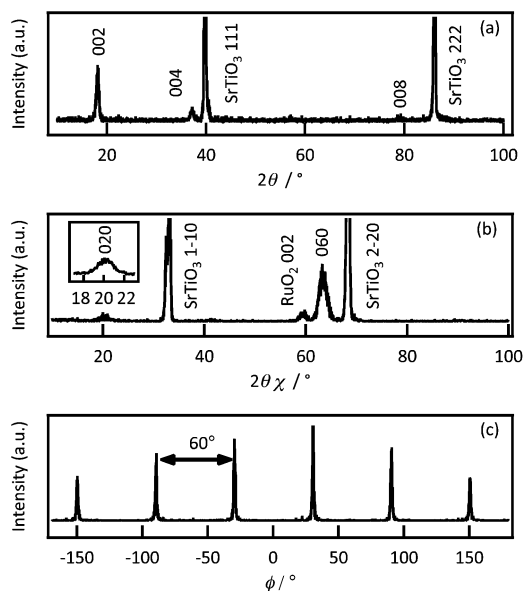 (a)
Intensity (a.u.)
002
004
SrTiO₃ 111
008
SrTiO₃ 222
20 40 60 80 100
2θ / °
(b)
Intensity (a.u.)
020
18 20 22
SrTiO₃ 1-10
RuO₂ 002
060
SrTiO₃ 2-20
20 40 60 80 100
2θχ / °
(c)
Intensity (a.u.)
60°
-150 -100 -50 0 50 100 150
ϕ / °